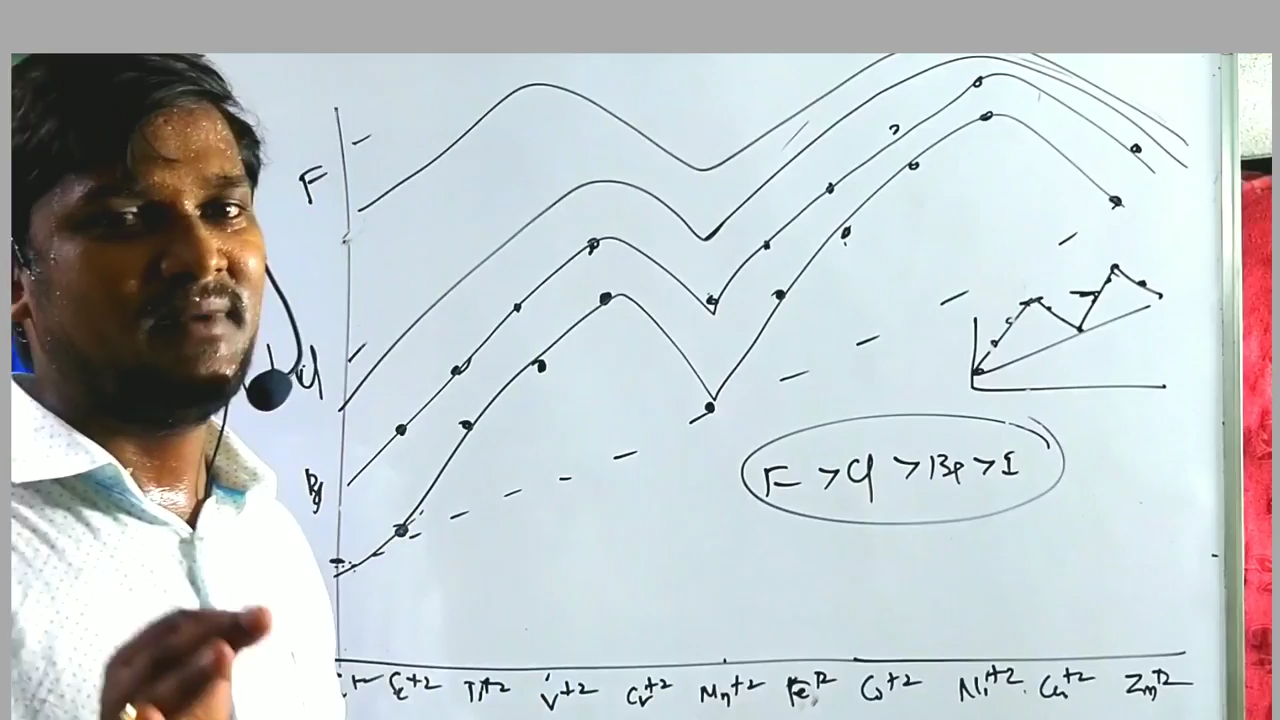 F
Cl
Br
F > Cl > Br > I
Sc+2 Ti+2 V+2 Cr+2 Mn+2 Fe+2 Co+2 Ni+2 Cu+2 Zn+2